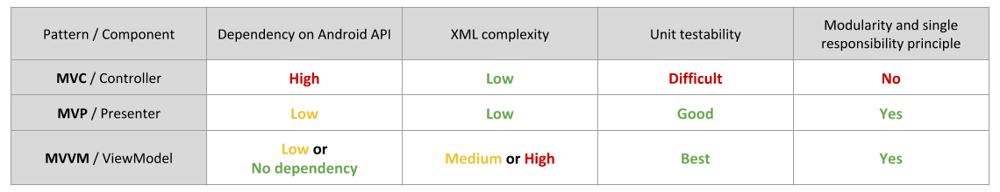 Pattern / Component
Dependency on Android API
XML complexity
Unit testability
Modularity and single
responsibility principle
MVC / Controller
High
Low
Difficult
No
MVP / Presenter
Low
Low
Good
Yes
MVVM / ViewModel
Low or
No dependency
Medium or High
Best
Yes